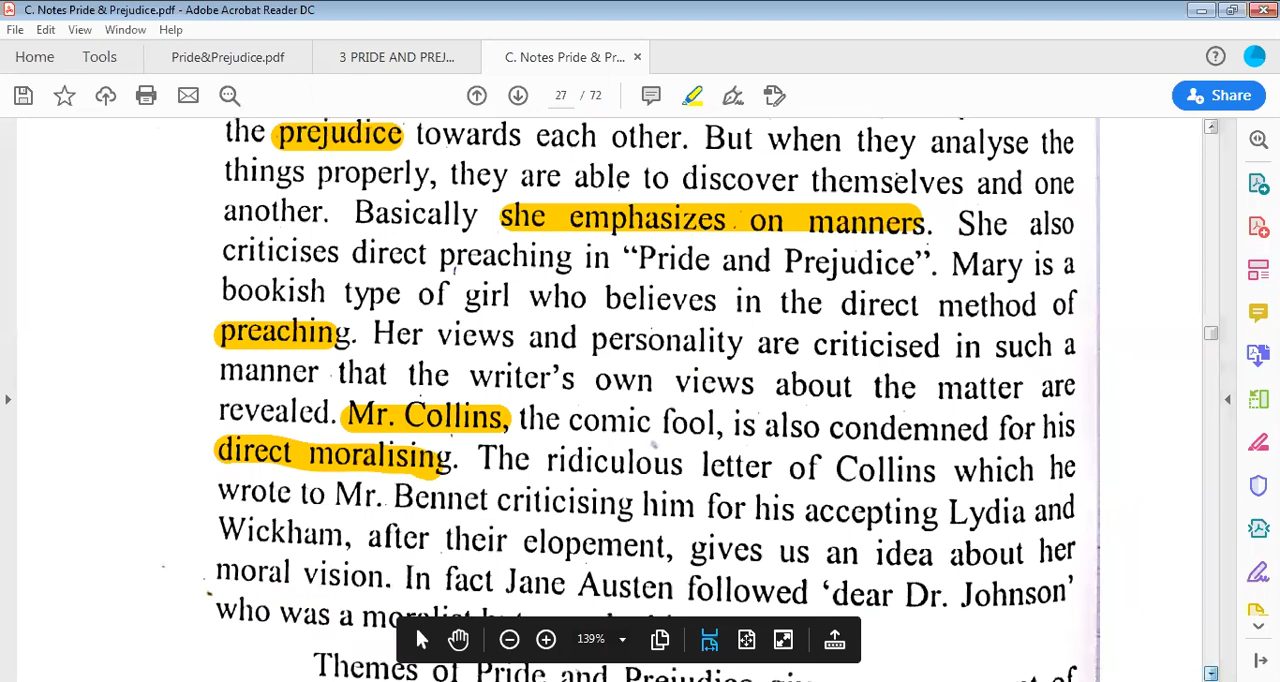 C. Notes Pride & Prejudice.pdf - Adobe Acrobat Reader DC
File Edit View Window Help
Home Tools Pride&Prejudice.pdf 3 PRIDE AND PREJ... C. Notes Pride & Pr... ×
27 / 72 Share
the prejudice towards each other. But when they analyse the
things properly, they are able to discover themselves and one
another. Basically she emphasizes on manners. She also
criticises direct preaching in “Pride and Prejudice”. Mary is a
bookish type of girl who believes in the direct method of
preaching. Her views and personality are criticised in such a
manner that the writer’s own views about the matter are
revealed. Mr. Collins, the comic fool, is also condemned for his
direct moralising. The ridiculous letter of Collins which he
wrote to Mr. Bennet criticising him for his accepting Lydia and
Wickham, after their elopement, gives us an idea about her
moral vision. In fact Jane Austen followed ‘dear Dr. Johnson’
who was a moralist
139%
Themes of Pride and Prejudice of